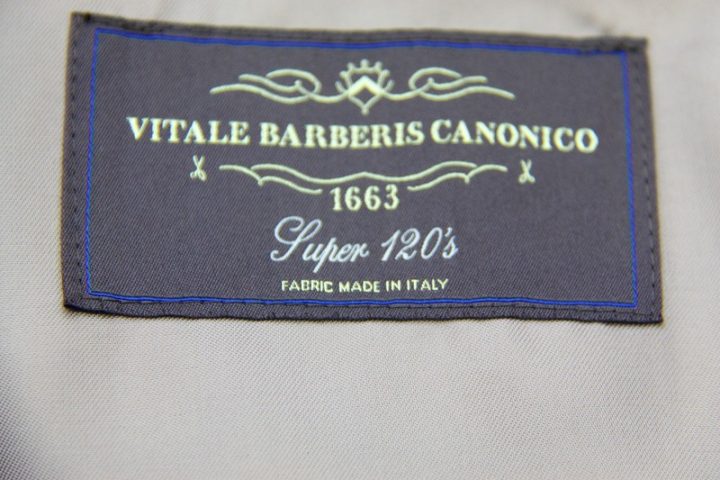 VITALE BARBERIS CANONICO
1663
Super 120's
FABRIC MADE IN ITALY